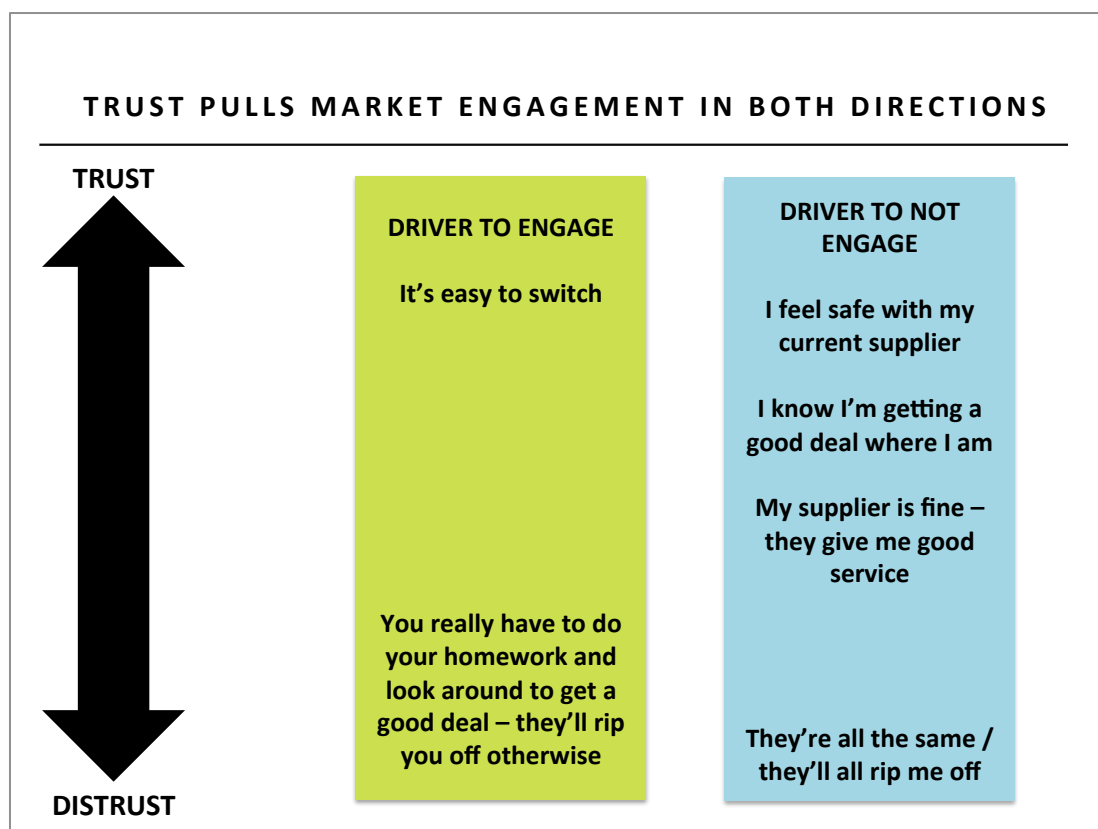 TRUST PULLS MARKET ENGAGEMENT IN BOTH DIRECTIONS
TRUST
DISTRUST
DRIVER TO ENGAGE
It’s easy to switch
You really have to do
your homework and
look around to get a
good deal – they’ll rip
you off otherwise
DRIVER TO NOT
ENGAGE
I feel safe with my
current supplier
I know I’m getting a
good deal where I am
My supplier is fine –
they give me good
service
They’re all the same /
they’ll all rip me off